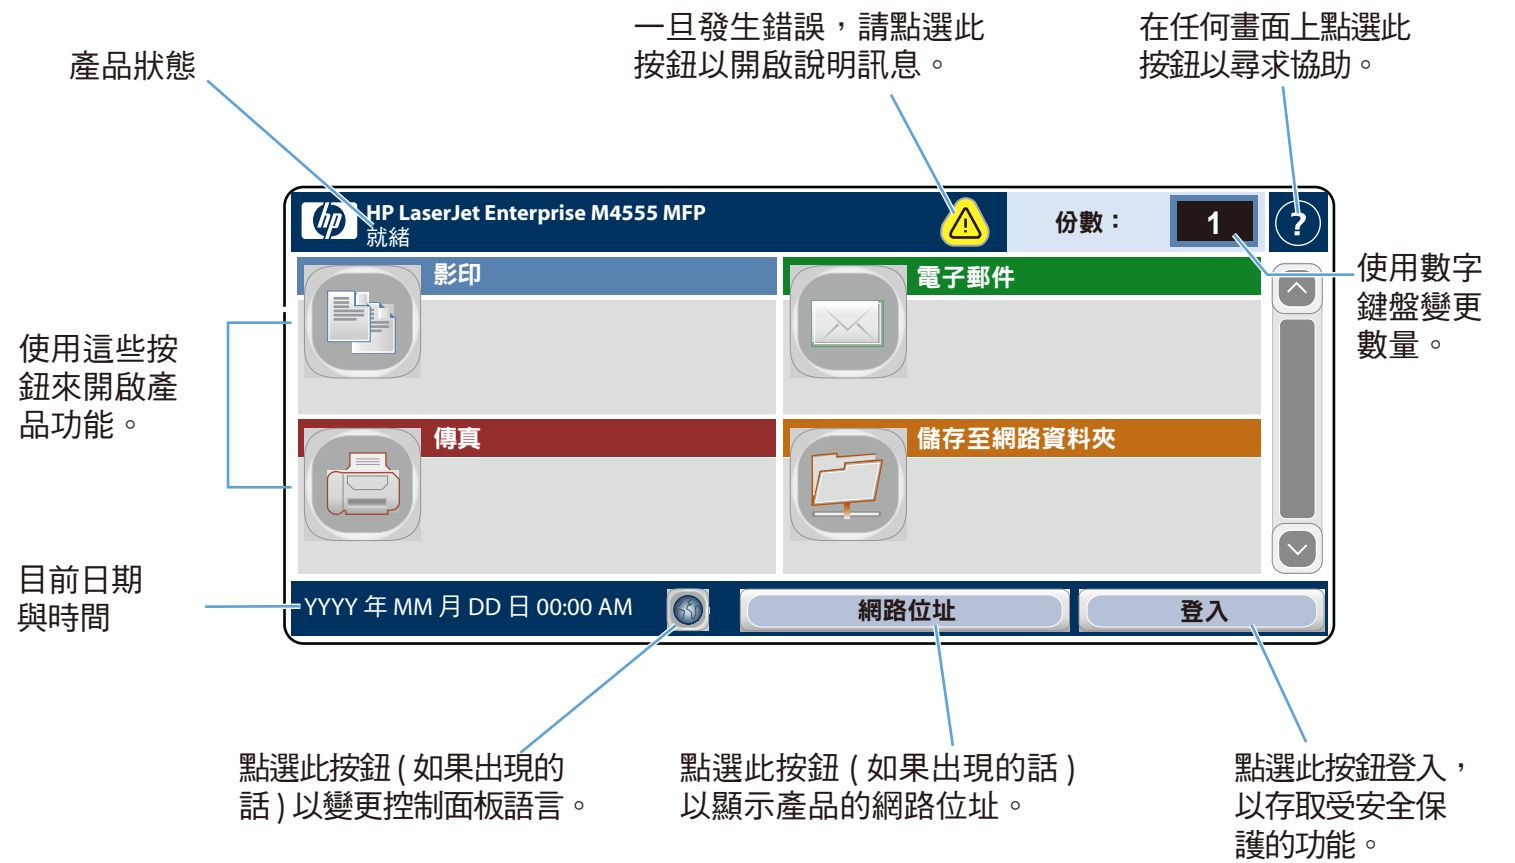 一旦發生錯誤，請點選此
按鈕以開啟說明訊息。
在任何畫面上點選此
按鈕以尋求協助。
產品狀態
hp
HP LaserJet Enterprise M4555 MFP
就緒
份數：
1
?
使用數字
鍵盤變更
數量。
影印
電子郵件
使用這些按
鈕來開啟產
品功能。
傳真
儲存至網路資料夾
目前日期
與時間
YYYY 年 MM 月 DD 日 00:00 AM
網路位址
登入
點選此按鈕 ( 如果出現的
話 ) 以變更控制面板語言。
點選此按鈕 ( 如果出現的話 )
以顯示產品的網路位址。
點選此按鈕登入，
以存取受安全保
護的功能。